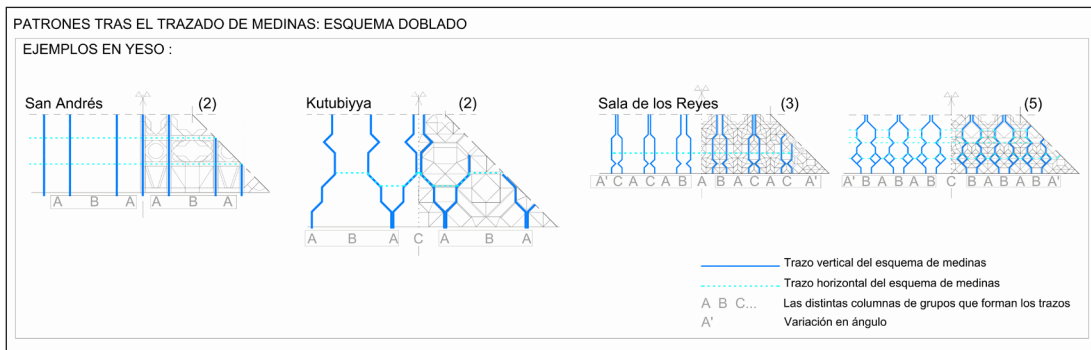 PATRONES TRAS EL TRAZADO DE MEDINAS: ESQUEMA DOBLADO
EJEMPLOS EN YESO :
San Andrés (2)
Kutubiyya (2)
Sala de los Reyes (3)
(5)
A B A A B A
A B A C A B A
A' C A C A B A B A C A C A'
A' B A B A B C B A B A B A'
Trazo vertical del esquema de medinas
Trazo horizontal del esquema de medinas
A B C... Las distintas columnas de grupos que forman los trazos
A' Variación en ángulo